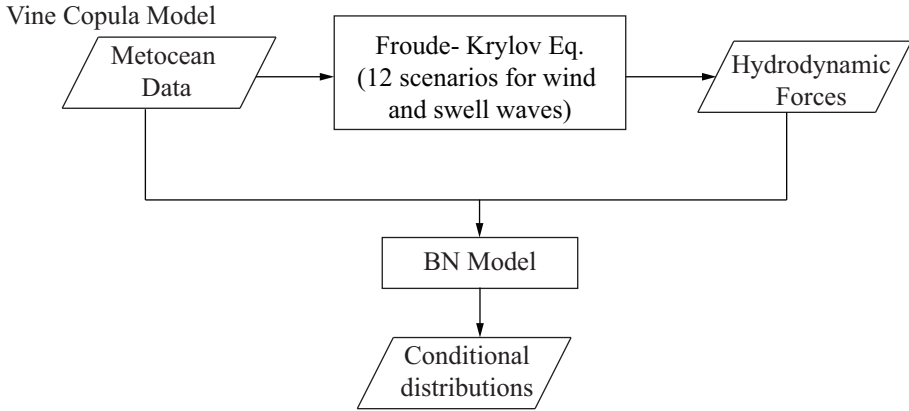 Vine Copula Model
Metocean
Data
Froude- Krylov Eq.
(12 scenarios for wind
and swell waves)
Hydrodynamic
Forces
BN Model
Conditional
distributions